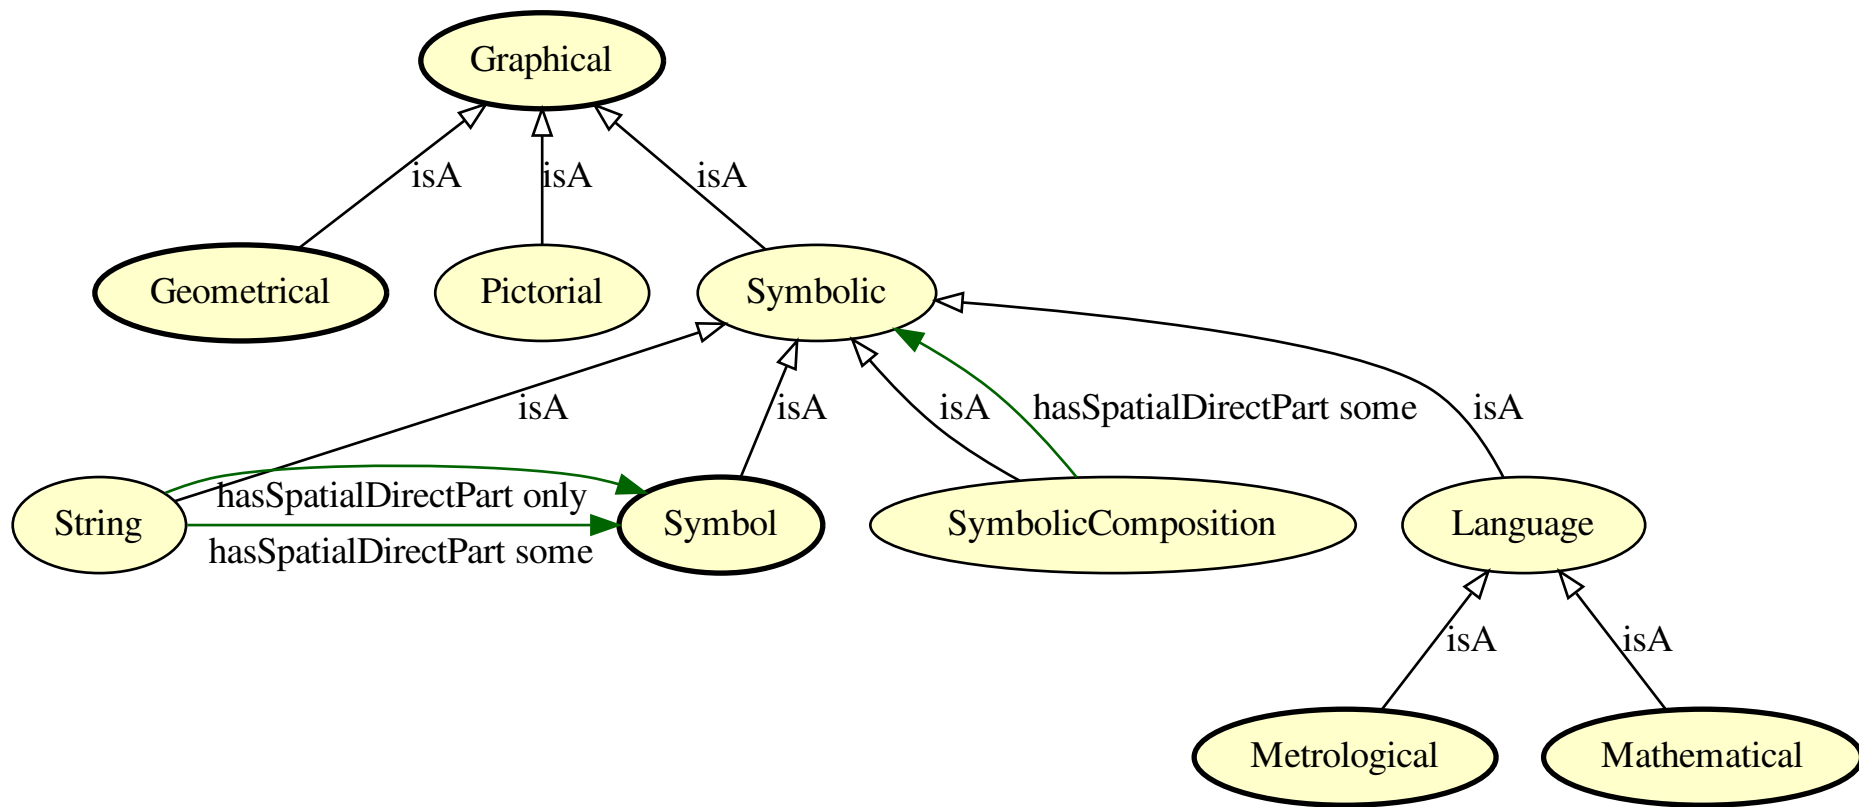 Graphical
isA
isA
isA
Geometrical
Pictorial
Symbolic
isA
isA
isA
hasSpatialDirectPart some
isA
hasSpatialDirectPart only
String
Symbol
SymbolicComposition
Language
hasSpatialDirectPart some
isA
isA
Metrological
Mathematical